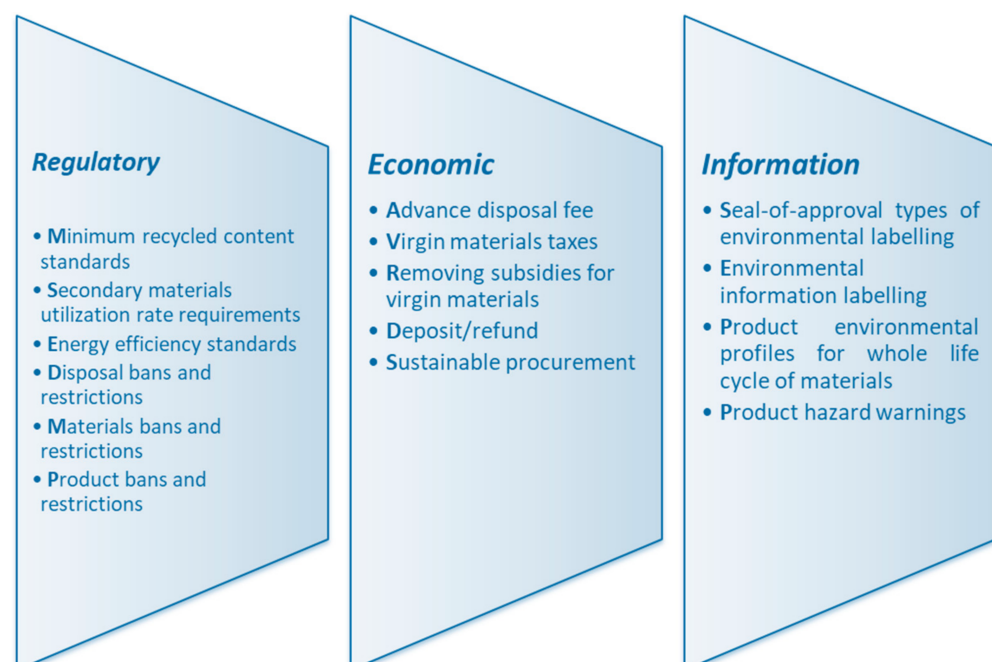 Regulatory
• Minimum recycled content
standards
• Secondary materials
utilization rate requirements
• Energy efficiency standards
• Disposal bans and
restrictions
• Materials bans and
restrictions
• Product bans and
restrictions
Economic
• Advance disposal fee
• Virgin materials taxes
• Removing subsidies for
virgin materials
• Deposit/refund
• Sustainable procurement
Information
• Seal-of-approval types of
environmental labelling
• Environmental
information labelling
• Product environmental
profiles for whole life
cycle of materials
• Product hazard warnings